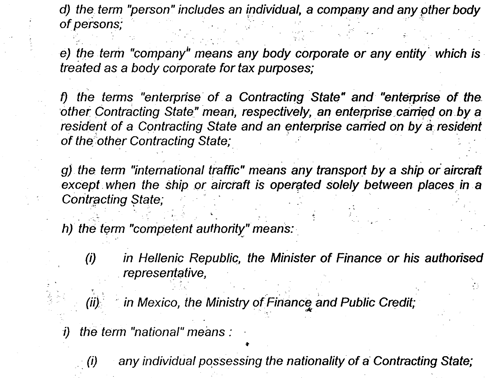 d) the term "person" includes an individual, a company and any other body
of persons;
e) the term "company" means any body corporate or any entity which is
treated as a body corporate for tax purposes;
f) the terms "enterprise of a Contracting State" and "enterprise of the
other Contracting State" mean, respectively, an enterprise carried on by a
resident of a Contracting State and an enterprise carried on by a resident
of the other Contracting State;
g) the term "international traffic" means any transport by a ship or aircraft
except when the ship or aircraft is operated solely between places in a
Contracting State;
h) the term "competent authority" means:
(i) in Hellenic Republic, the Minister of Finance or his authorised
representative,
(ii) in Mexico, the Ministry of Finance and Public Credit;
i) the term "national" means :
(i) any individual possessing the nationality of a Contracting State;